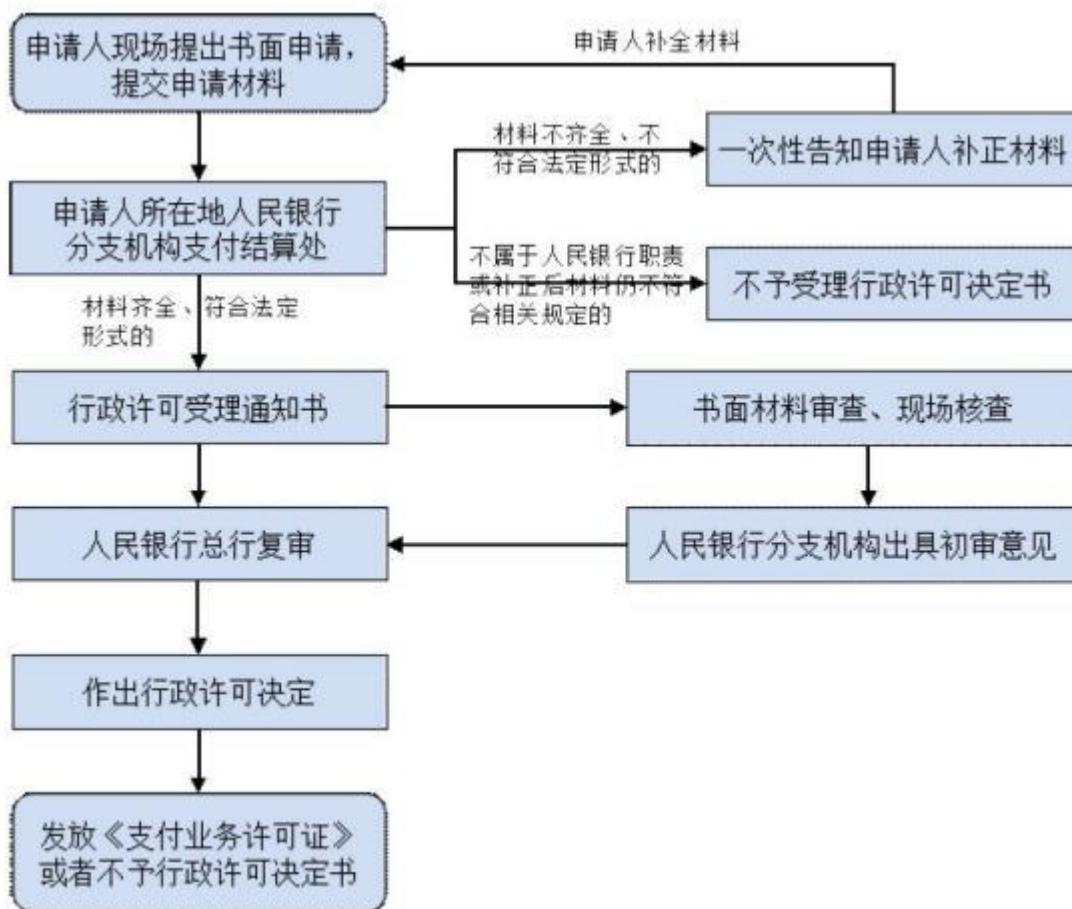 申请人现场提出书面申请，
提交申请材料
申请人补全材料
材料不齐全、不
符合法定形式的
一次性告知申请人补正材料
申请人所在地人民银行
分支机构支付结算处
不属于人民银行职责
或补正后材料仍不符
合相关规定的
不予受理行政许可决定书
材料齐全、符合法定
形式的
行政许可受理通知书
书面材料审查、现场核查
人民银行总行复审
人民银行分支机构出具初审意见
作出行政许可决定
发放《支付业务许可证》
或者不予行政许可决定书